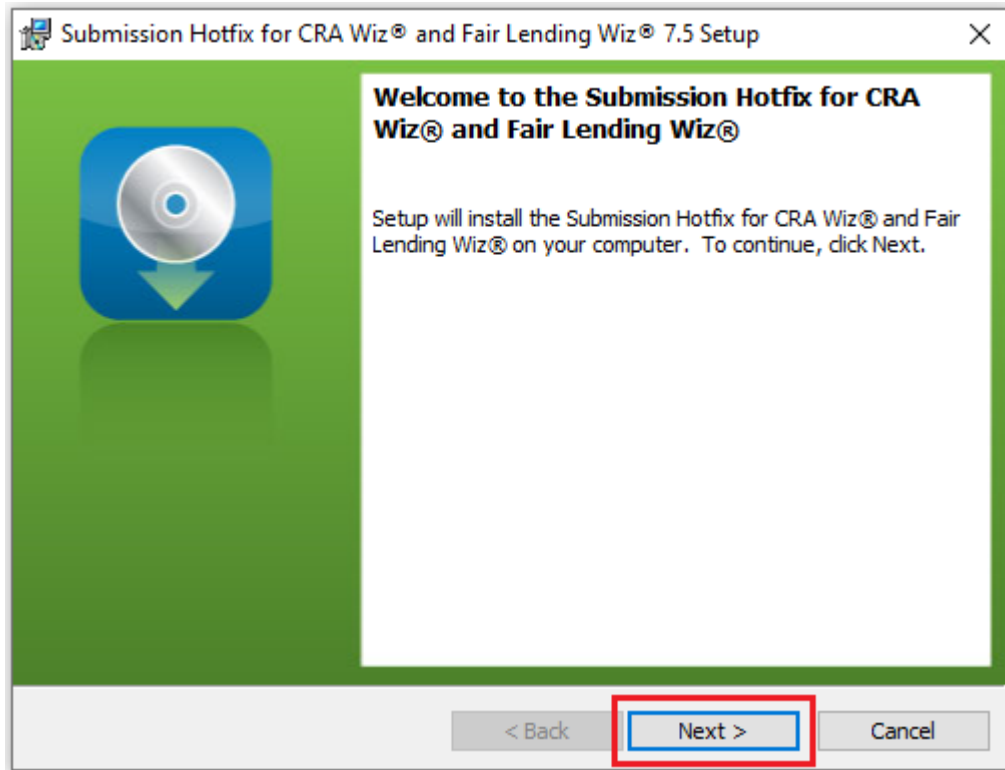 Submission Hotfix for CRA Wiz® and Fair Lending Wiz® 7.5 Setup
Welcome to the Submission Hotfix for CRA
Wiz® and Fair Lending Wiz®
Setup will install the Submission Hotfix for CRA Wiz® and Fair
Lending Wiz® on your computer.  To continue, click Next.
< Back
Next >
Cancel